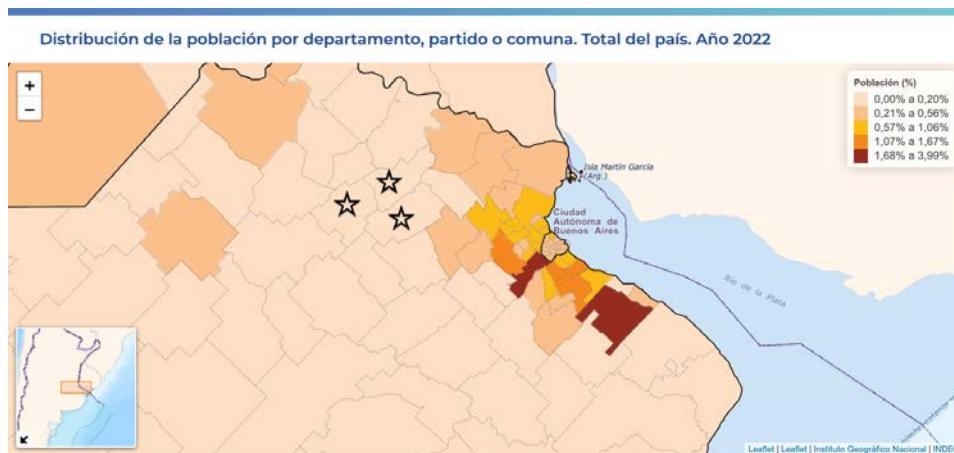 Distribución de la población por departamento, partido o comuna. Total del país. Año 2022
+
−
Población (%)
0,00% a 0,20%
0,21% a 0,56%
0,57% a 1,06%
1,07% a 1,67%
1,68% a 3,99%
Isla Martín García
(Arg.)
Ciudad
Autónoma de
Buenos Aires
Río de la Plata
Leaflet | Leaflet | Instituto Geográfico Nacional | INDE